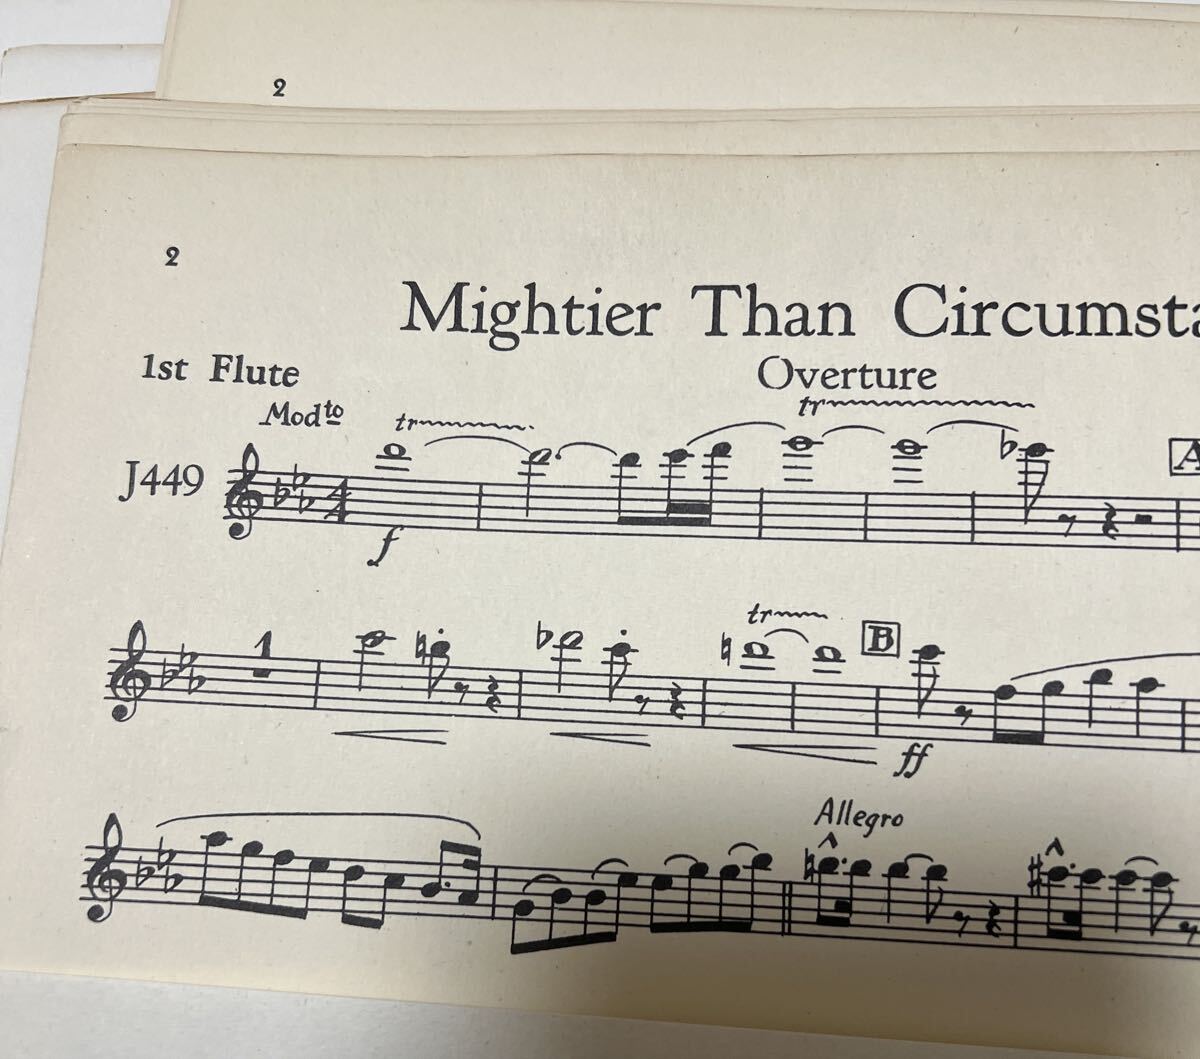 2
2
Mightier Than Circumsta
1st Flute
Overture
Modto
tr
tr
J449
A
f
1
tr
B
ff
Allegro